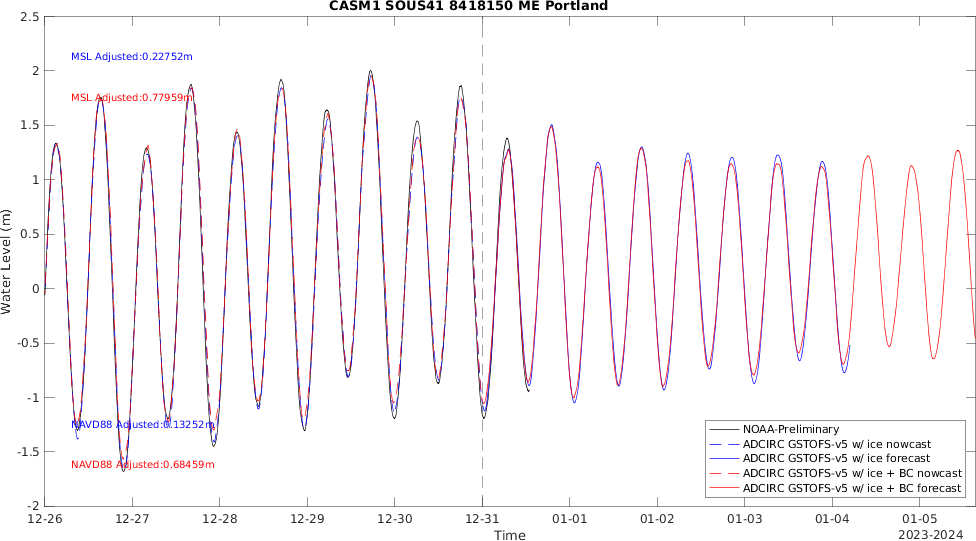 CASM1 SOUS41 8418150 ME Portland
2.5
2
1.5
1
0.5
0
-0.5
-1
-1.5
-2
Water Level (m)
MSL Adjusted:0.22752m
MSL Adjusted:0.77959m
NAVD88 Adjusted:0.13252m
NAVD88 Adjusted:0.68459m
NOAA-Preliminary
ADCIRC GSTOFS-v5 w/ ice nowcast
ADCIRC GSTOFS-v5 w/ ice forecast
ADCIRC GSTOFS-v5 w/ ice + BC nowcast
ADCIRC GSTOFS-v5 w/ ice + BC forecast
12-26 12-27 12-28 12-29 12-30 12-31 01-01 01-02 01-03 01-04 01-05
Time
2023-2024